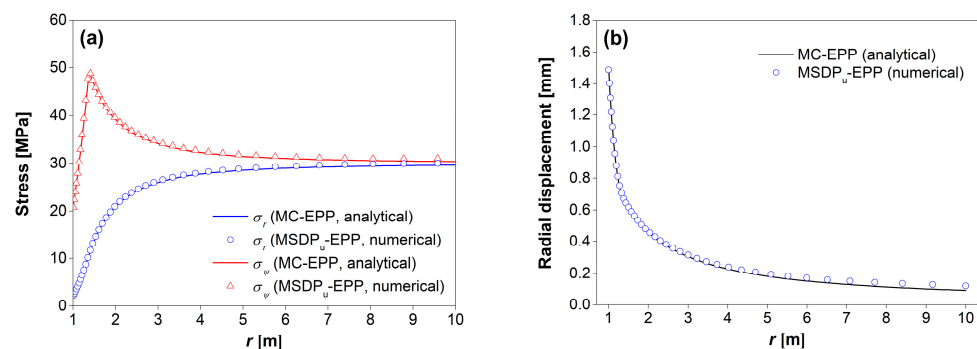 (a)
60
50
40
30
20
10
0
Stress [MPa]
σr (MC-EPP, analytical)
σr (MSDPu-EPP, numerical)
σψ (MC-EPP, analytical)
σψ (MSDPu-EPP, numerical)
1 2 3 4 5 6 7 8 9 10
r [m]
(b)
1.8
1.6
1.4
1.2
1.0
0.8
0.6
0.4
0.2
0.0
Radial displacement [mm]
MC-EPP (analytical)
MSDPu-EPP (numerical)
1 2 3 4 5 6 7 8 9 10
r [m]